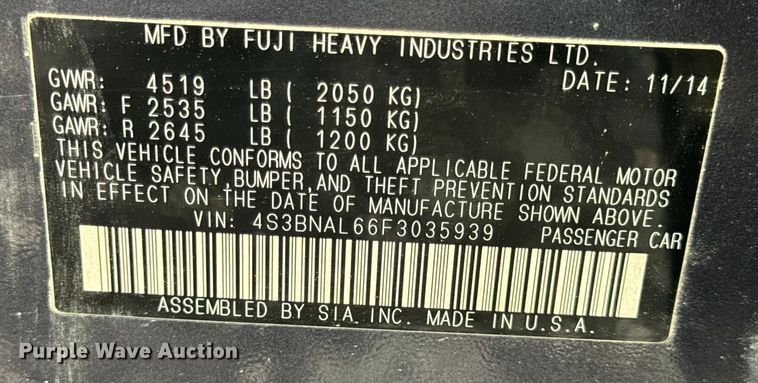 MFD BY FUJI HEAVY INDUSTRIES LTD.
DATE: 11/14
GVWR: 4519 LB ( 2050 KG)
GAWR: F 2535 LB ( 1150 KG)
GAWR: R 2645 LB ( 1200 KG)
THIS VEHICLE CONFORMS TO ALL APPLICABLE FEDERAL MOTOR
VEHICLE SAFETY, BUMPER, AND THEFT PREVENTION STANDARDS
IN EFFECT ON THE DATE OF MANUFACTURE SHOWN ABOVE.
VIN: 4S3BNAL66F3035939 PASSENGER CAR
ASSEMBLED BY SIA, INC. MADE IN U.S.A.
Purple Wave Auction